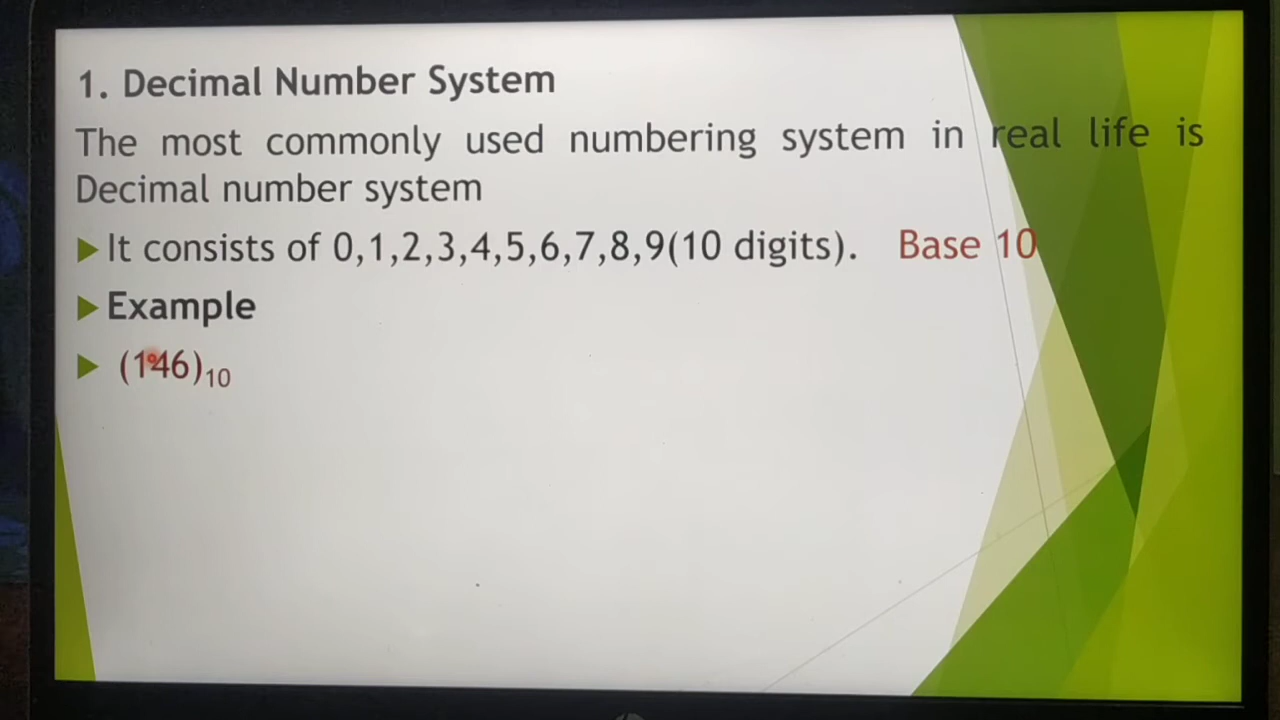 1. Decimal Number System
The most commonly used numbering system in real life is
Decimal number system
It consists of 0,1,2,3,4,5,6,7,8,9(10 digits). Base 10
Example
(146)10